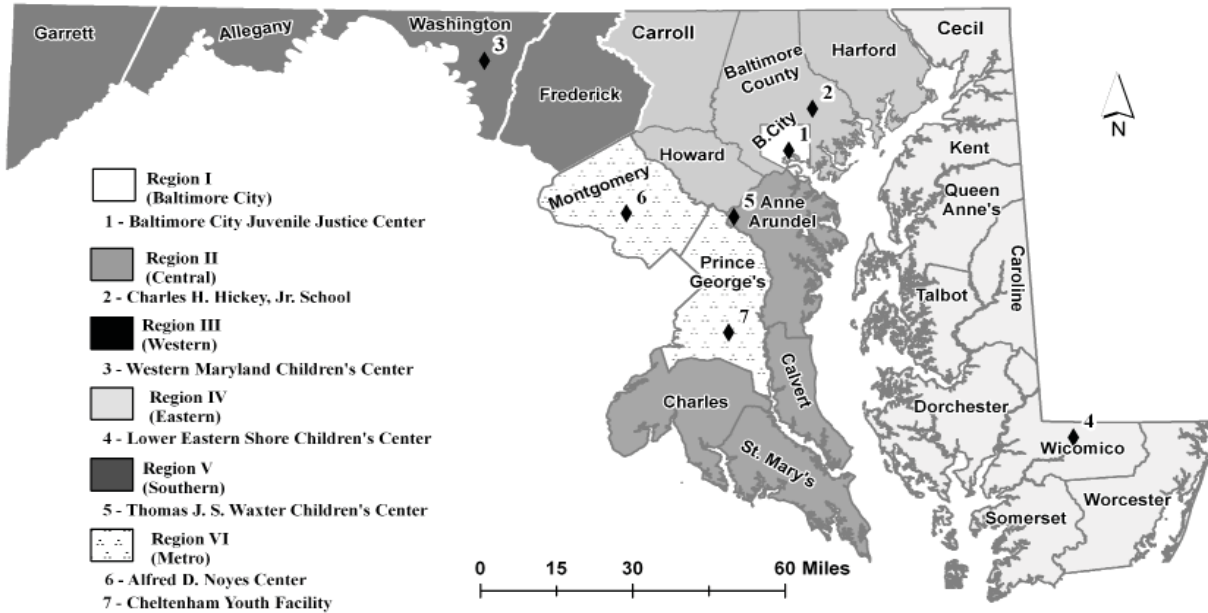 Garrett
Allegany
Washington
3
Frederick
Carroll
Baltimore
County
Harford
Cecil
2
B.City
1
N
Howard
Kent
Montgomery
6
5
Anne
Arundel
Queen
Anne's
Caroline
Prince
George's
Talbot
7
Calvert
Charles
Dorchester
St. Mary's
4
Wicomico
Worcester
Somerset
Region I
(Baltimore City)
1 - Baltimore City Juvenile Justice Center
Region II
(Central)
2 - Charles H. Hickey, Jr. School
Region III
(Western)
3 - Western Maryland Children's Center
Region IV
(Eastern)
4 - Lower Eastern Shore Children's Center
Region V
(Southern)
5 - Thomas J. S. Waxter Children's Center
Region VI
(Metro)
6 - Alfred D. Noyes Center
7 - Cheltenham Youth Facility
0 15 30 60 Miles